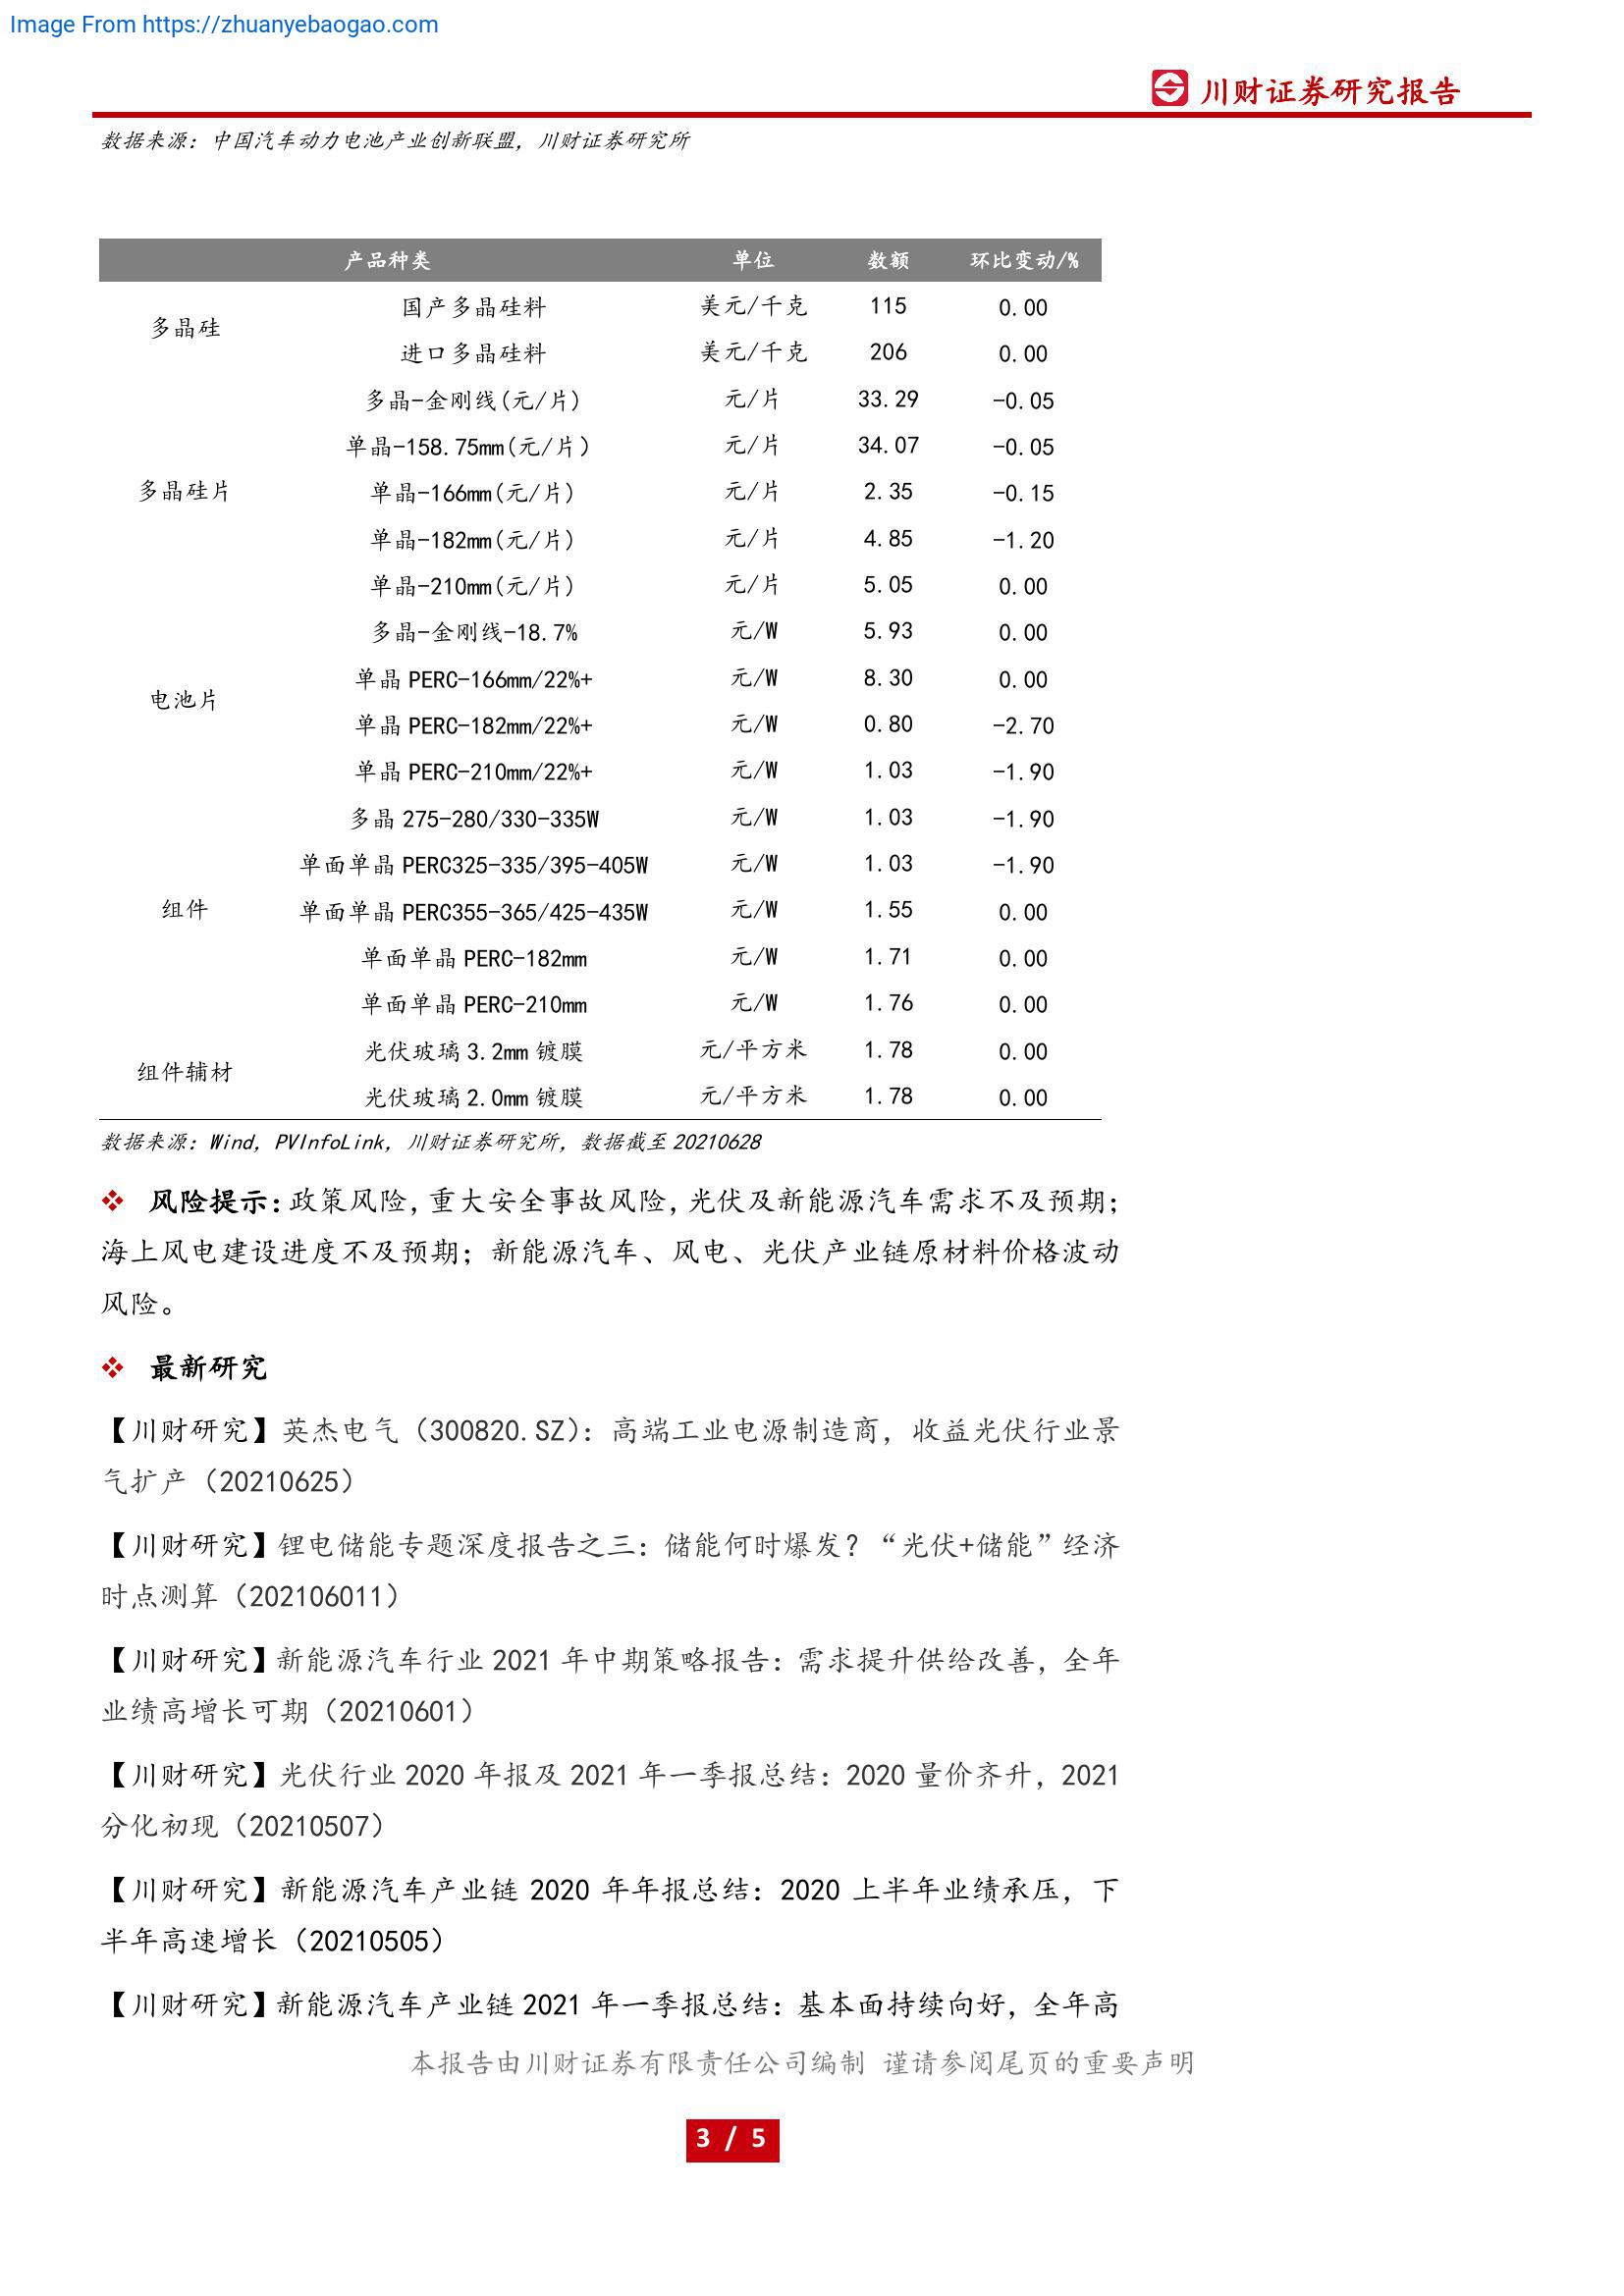 Image From https://zhuanyebaogao.com
川财证券研究报告
数据来源：中国汽车动力电池产业创新联盟，川财证券研究所
产品种类 单位 数额 环比变动/%
多晶硅 国产多晶硅料 美元/千克 115 0.00
进口多晶硅料 美元/千克 206 0.00
多晶-金刚线(元/片) 元/片 33.29 -0.05
单晶-158.75mm(元/片) 元/片 34.07 -0.05
多晶硅片 单晶-166mm(元/片) 元/片 2.35 -0.15
单晶-182mm(元/片) 元/片 4.85 -1.20
单晶-210mm(元/片) 元/片 5.05 0.00
多晶-金刚线-18.7% 元/W 5.93 0.00
电池片 单晶 PERC-166mm/22%+ 元/W 8.30 0.00
单晶 PERC-182mm/22%+ 元/W 0.80 -2.70
单晶 PERC-210mm/22%+ 元/W 1.03 -1.90
多晶 275-280/330-335W 元/W 1.03 -1.90
单面单晶 PERC325-335/395-405W 元/W 1.03 -1.90
组件 单面单晶 PERC355-365/425-435W 元/W 1.55 0.00
单面单晶 PERC-182mm 元/W 1.71 0.00
单面单晶 PERC-210mm 元/W 1.76 0.00
组件辅材 光伏玻璃 3.2mm 镀膜 元/平方米 1.78 0.00
光伏玻璃 2.0mm 镀膜 元/平方米 1.78 0.00
数据来源：Wind，PVInfoLink，川财证券研究所，数据截至 20210628
❖ 风险提示：政策风险，重大安全事故风险，光伏及新能源汽车需求不及预期；
海上风电建设进度不及预期；新能源汽车、风电、光伏产业链原材料价格波动
风险。
❖ 最新研究
【川财研究】英杰电气（300820.SZ）：高端工业电源制造商，收益光伏行业景
气扩产（20210625）
【川财研究】锂电储能专题深度报告之三：储能何时爆发？“光伏+储能”经济
时点测算（202106011）
【川财研究】新能源汽车行业 2021 年中期策略报告：需求提升供给改善，全年
业绩高增长可期（20210601）
【川财研究】光伏行业 2020 年报及 2021 年一季报总结：2020 量价齐升，2021
分化初现（20210507）
【川财研究】新能源汽车产业链 2020 年年报总结：2020 上半年业绩承压，下
半年高速增长（20210505）
【川财研究】新能源汽车产业链 2021 年一季报总结：基本面持续向好，全年高
本报告由川财证券有限责任公司编制 谨请参阅尾页的重要声明
3 / 5